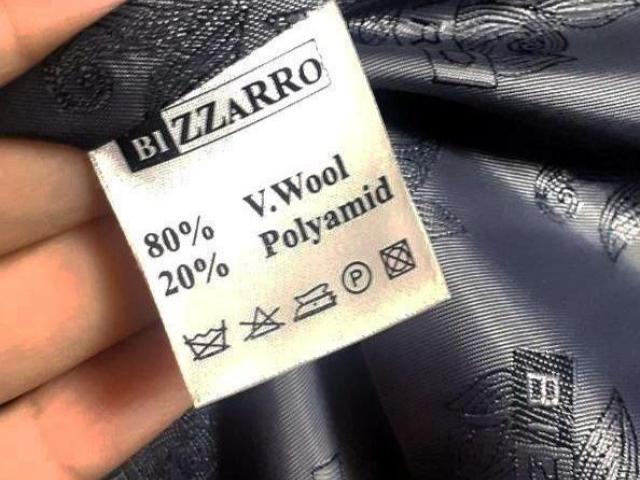 BIZZARRO
80% V.Wool
20% Polyamid
P